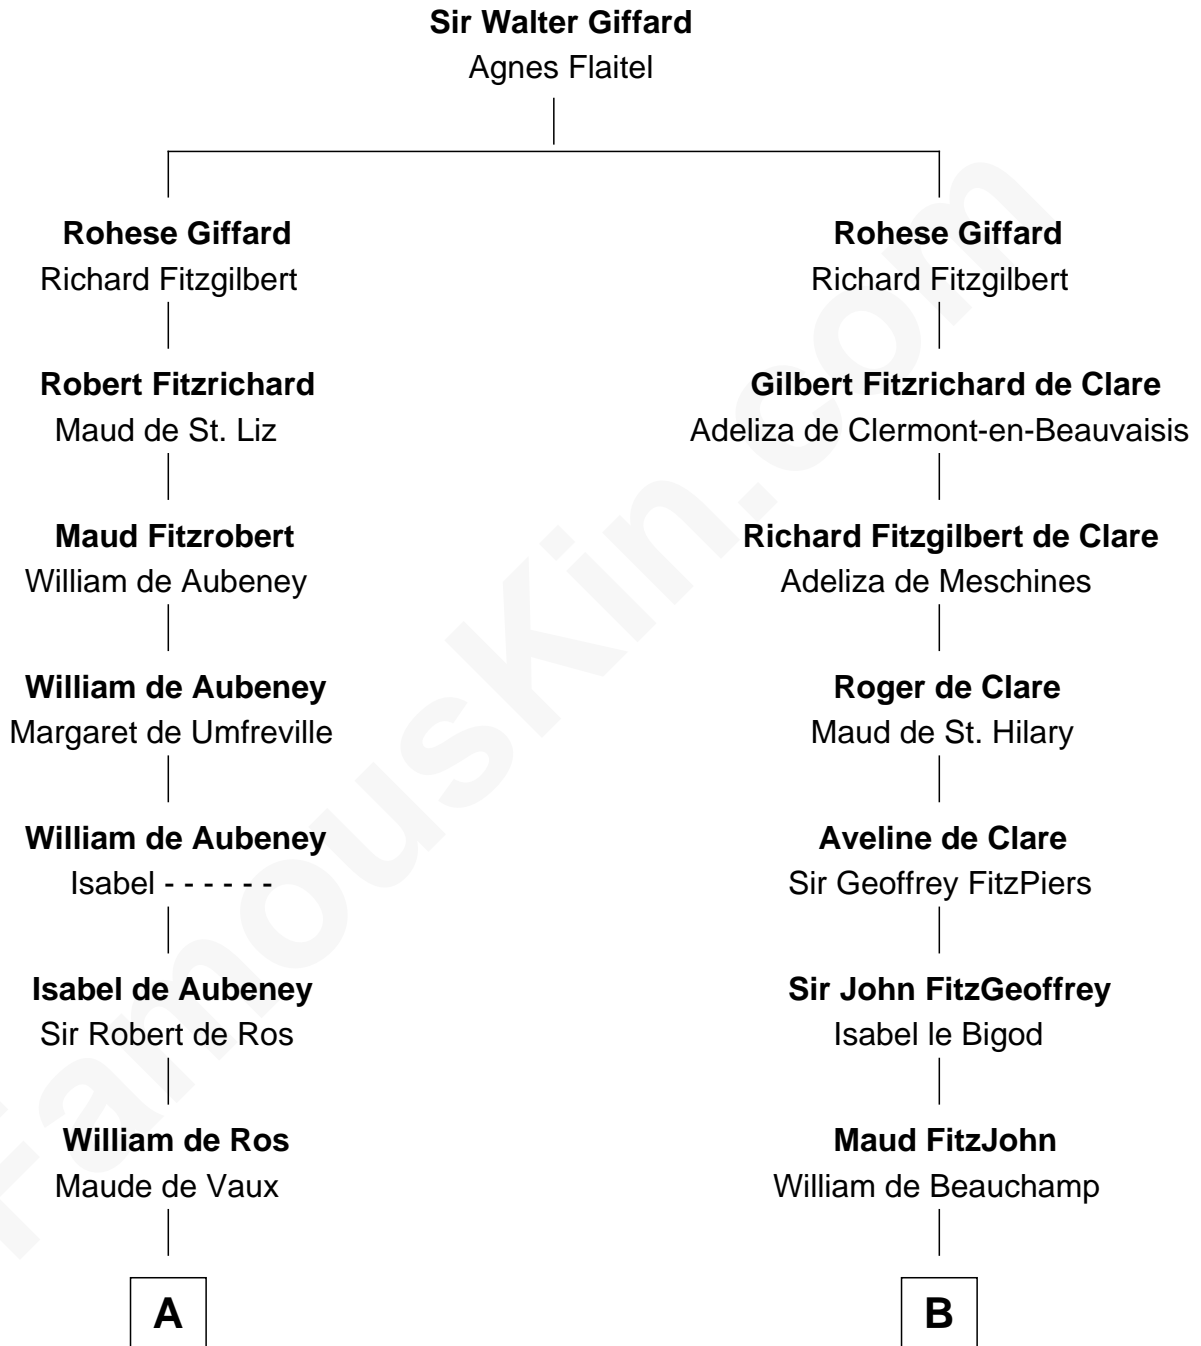 Sir Walter Giffard
Agnes Flaitel
Rohese Giffard
Richard Fitzgilbert
Robert Fitzrichard
Maud de St. Liz
Maud Fitzrobert
William de Aubeney
William de Aubeney
Margaret de Umfreville
William de Aubeney
Isabel - - - - - -
Isabel de Aubeney
Sir Robert de Ros
William de Ros
Maude de Vaux
A
Rohese Giffard
Richard Fitzgilbert
Gilbert Fitzrichard de Clare
Adeliza de Clermont-en-Beauvaisis
Richard Fitzgilbert de Clare
Adeliza de Meschines
Roger de Clare
Maud de St. Hilary
Aveline de Clare
Sir Geoffrey FitzPiers
Sir John FitzGeoffrey
Isabel le Bigod
Maud FitzJohn
William de Beauchamp
B
FamousKin.com